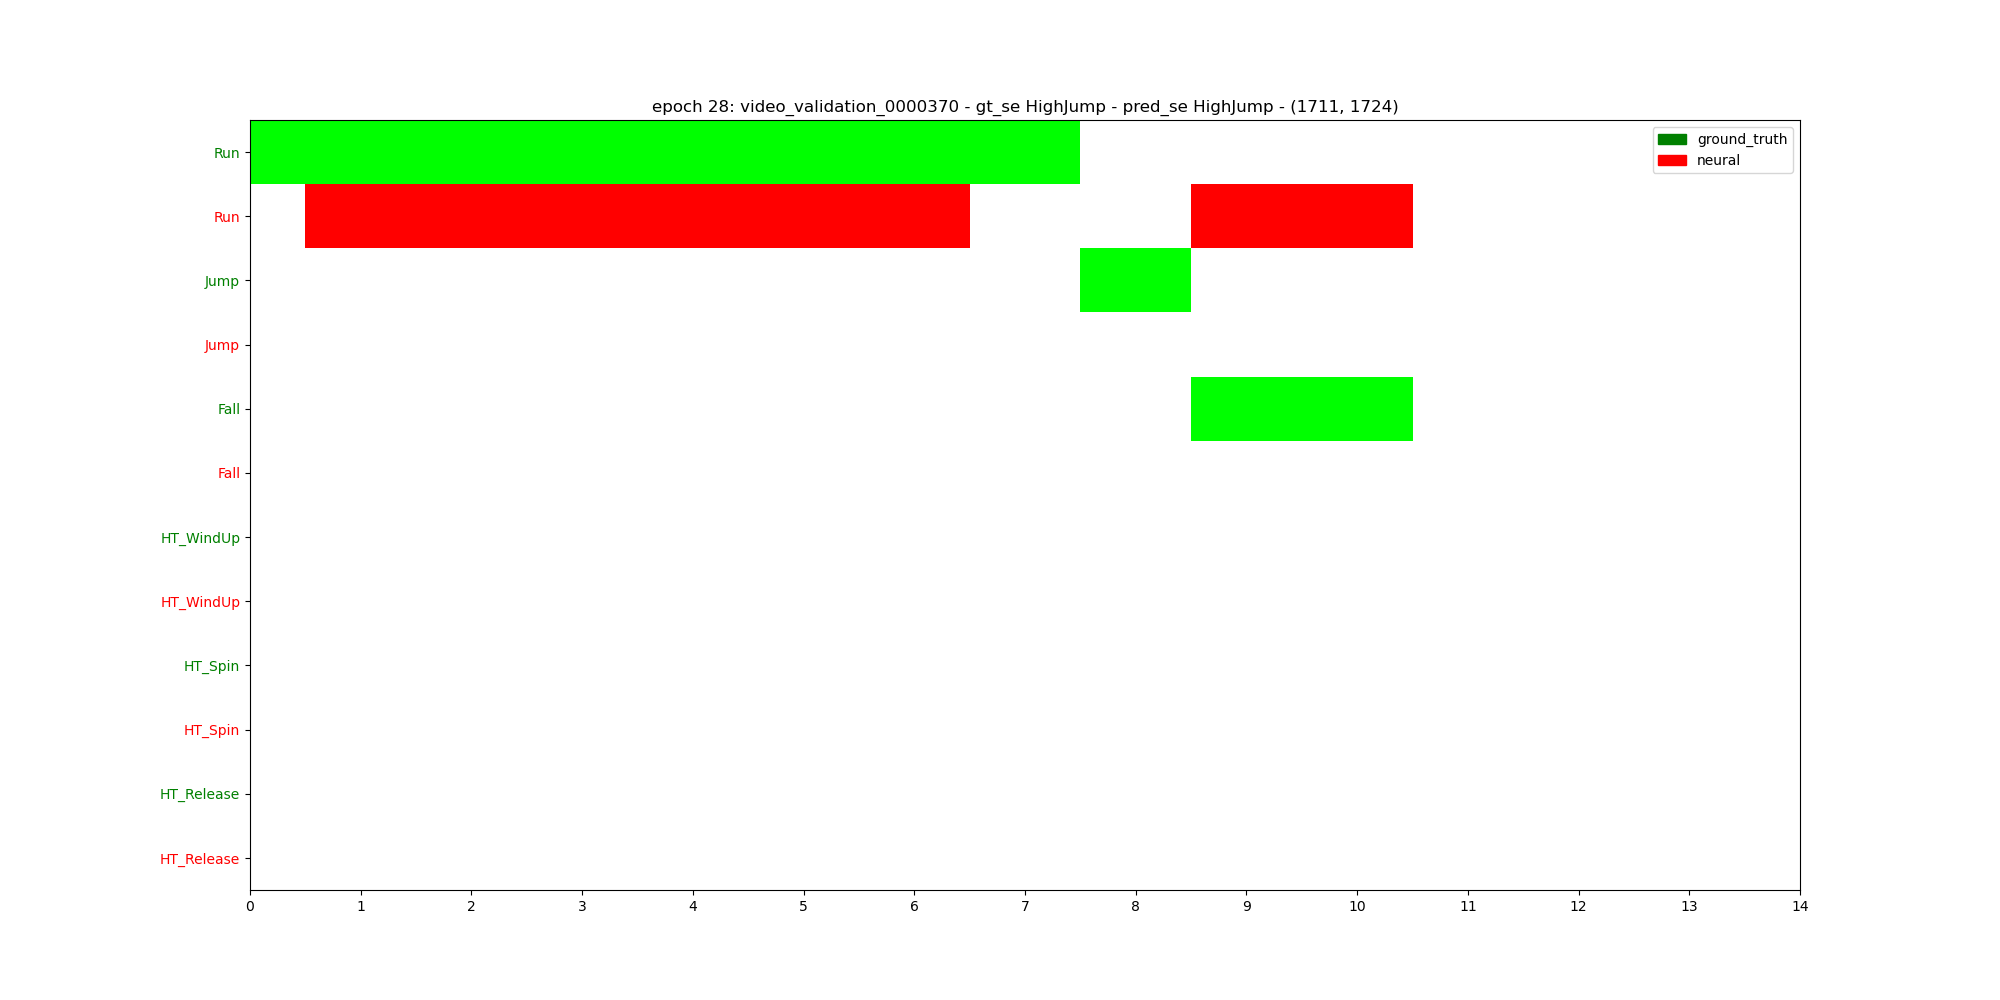 epoch 28: video_validation_0000370 - gt_se HighJump - pred_se HighJump - (1711, 1724)
ground_truth
neural
Run
Run
Jump
Jump
Fall
Fall
HT_WindUp
HT_WindUp
HT_Spin
HT_Spin
HT_Release
HT_Release
0 1 2 3 4 5 6 7 8 9 10 11 12 13 14